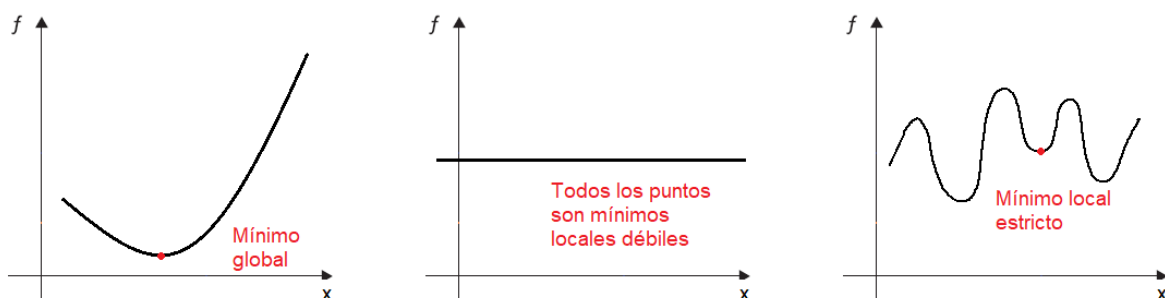 f
Mínimo
global
x
f
Todos los puntos
son mínimos
locales débiles
x
f
Mínimo local
estricto
x